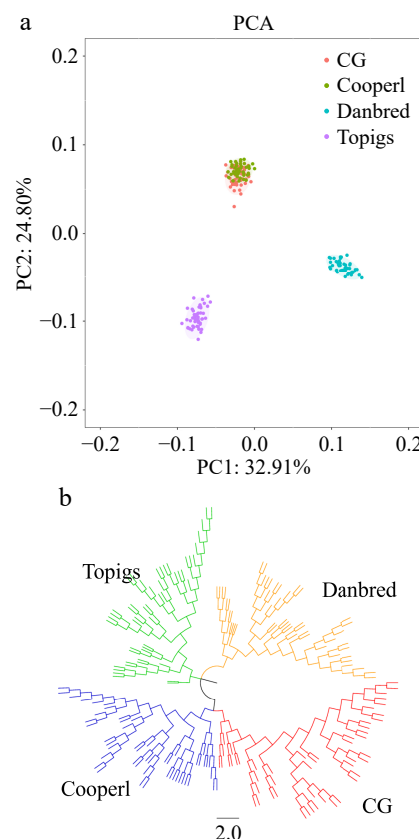 a
PCA
0.2
0.1
0.0
−0.1
−0.2
PC2: 24.80%
CG
Cooperl
Danbred
Topigs
−0.2 −0.1 0.0 0.1 0.2
PC1: 32.91%
b
Topigs
Danbred
Cooperl
CG
2.0